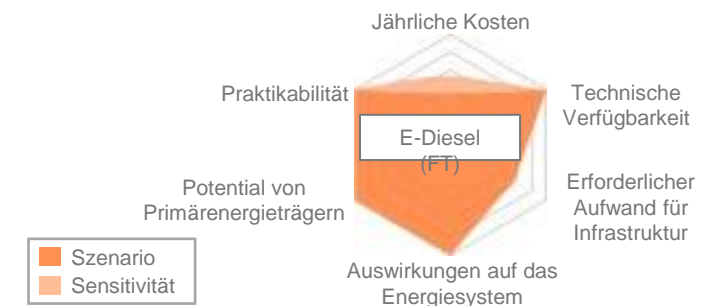 Jährliche Kosten
Praktikabilität
Technische
Verfügbarkeit
E-Diesel
(FT)
Potential von
Primärenergieträgern
Erforderlicher
Aufwand für
Infrastruktur
Szenario
Sensitivität
Auswirkungen auf das
Energiesystem